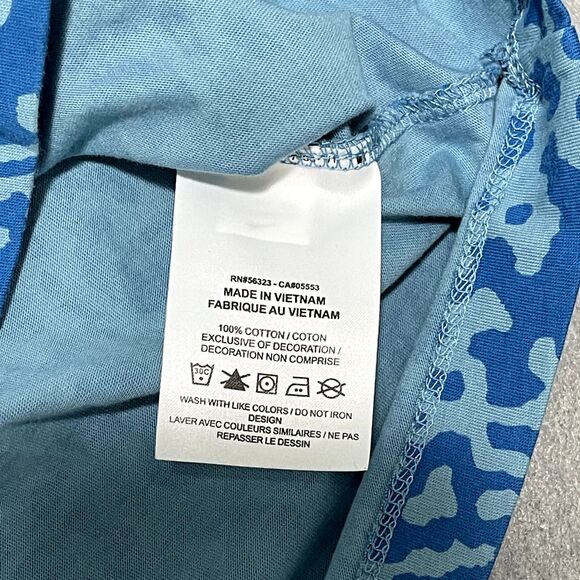 RN#56323 - CA#05553
MADE IN VIETNAM
FABRIQUE AU VIETNAM
100% COTTON / COTON
EXCLUSIVE OF DECORATION /
DECORATION NON COMPRISE
30C
WASH WITH LIKE COLORS / DO NOT IRON
DESIGN
LAVER AVEC COULEURS SIMILAIRES / NE PAS
REPASSER LE DESSIN